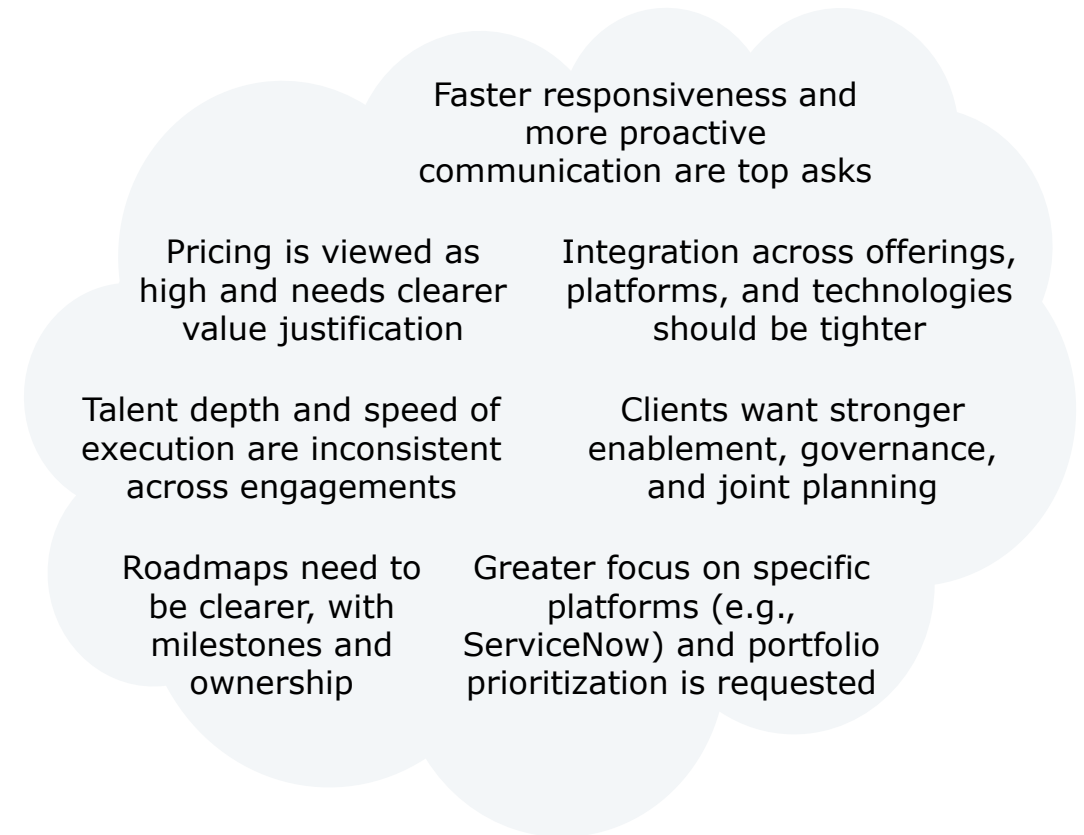 Faster responsiveness and
more proactive
communication are top asks
Pricing is viewed as
high and needs clearer
value justification
Integration across offerings,
platforms, and technologies
should be tighter
Talent depth and speed of
execution are inconsistent
across engagements
Clients want stronger
enablement, governance,
and joint planning
Roadmaps need to
be clearer, with
milestones and
ownership
Greater focus on specific
platforms (e.g.,
ServiceNow) and portfolio
prioritization is requested